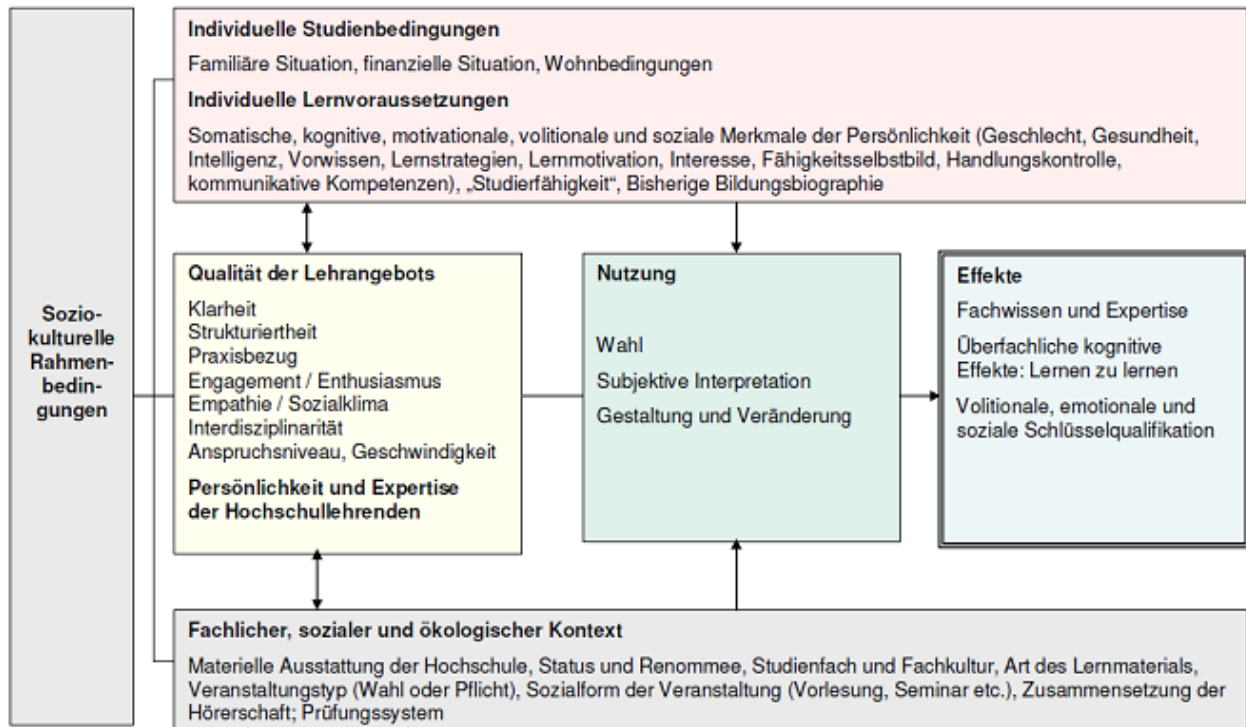 Individuelle Studienbedingungen
Familiäre Situation, finanzielle Situation, Wohnbedingungen
Individuelle Lernvoraussetzungen
Somatische, kognitive, motivationale, volitionale und soziale Merkmale der Persönlichkeit (Geschlecht, Gesundheit,
Intelligenz, Vorwissen, Lernstrategien, Lernmotivation, Interesse, Fähigkeitsselbstbild, Handlungskontrolle,
kommunikative Kompetenzen), „Studierfähigkeit“, Bisherige Bildungsbiographie
Sozio-
kulturelle
Rahmen-
bedin-
gungen
Qualität der Lehrangebots
Klarheit
Strukturiertheit
Praxisbezug
Engagement / Enthusiasmus
Empathie / Sozialklima
Interdisziplinarität
Anspruchsniveau, Geschwindigkeit
Persönlichkeit und Expertise
der Hochschullehrenden
Nutzung
Wahl
Subjektive Interpretation
Gestaltung und Veränderung
Effekte
Fachwissen und Expertise
Überfachliche kognitive
Effekte: Lernen zu lernen
Volitionale, emotionale und
soziale Schlüsselqualifikation
Fachlicher, sozialer und ökologischer Kontext
Materielle Ausstattung der Hochschule, Status und Renommee, Studienfach und Fachkultur, Art des Lernmaterials,
Veranstaltungstyp (Wahl oder Pflicht), Sozialform der Veranstaltung (Vorlesung, Seminar etc.), Zusammensetzung der
Hörerschaft; Prüfungssystem